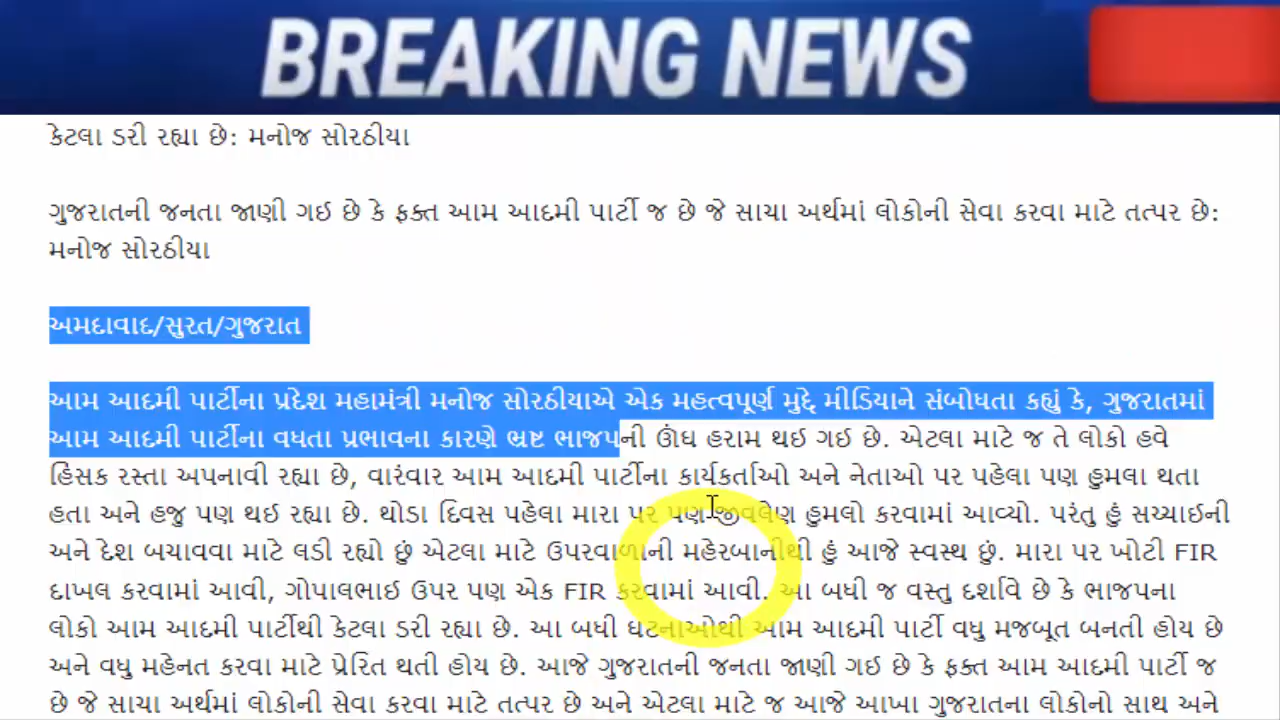 BREAKING NEWS
કેટલા ડરી રહ્યા છે: મનોજ સોરઠીયા
ગુજરાતની જનતા જાણી ગઈ છે કે ફક્ત આમ આદમી પાર્ટી જ છે જે સાચા અર્થમાં લોકોની સેવા કરવા માટે તત્પર છે:
મનોજ સોરઠીયા
અમદાવાદ/સુરત/ગુજરાત
આમ આદમી પાર્ટીના પ્રદેશ મહામંત્રી મનોજ સોરઠીયાએ એક મહત્વપૂર્ણ મુદ્દે મીડિયાને સંબોધતા કહ્યું કે, ગુજરાતમાં
આમ આદમી પાર્ટીના વધતા પ્રભાવના કારણે ભ્રષ્ટ ભાજપની ઊંઘ હરામ થઈ ગઈ છે. એટલા માટે જ તે લોકો હવે
હિંસક રસ્તા અપનાવી રહ્યા છે, વારંવાર આમ આદમી પાર્ટીના કાર્યકર્તાઓ અને નેતાઓ પર પહેલા પણ હુમલા થતા
હતા અને હજુ પણ થઈ રહ્યા છે. થોડા દિવસ પહેલા મારા પર પણ જીવલેણ હુમલો કરવામાં આવ્યો. પરંતુ હું સચ્ચાઈની
અને દેશ બચાવવા માટે લડી રહ્યો છું એટલા માટે ઉપરવાળાની મહેરબાનીથી હું આજે સ્વસ્થ છું. મારા પર ખોટી FIR
દાખલ કરવામાં આવી, ગોપાલભાઈ ઉપર પણ એક FIR કરવામાં આવી. આ બધી જ વસ્તુ દર્શાવે છે કે ભાજપના
લોકો આમ આદમી પાર્ટીથી કેટલા ડરી રહ્યા છે. આ બધી ઘટનાઓથી આમ આદમી પાર્ટી વધુ મજબૂત બનતી હોય છે
અને વધુ મહેનત કરવા માટે પ્રેરિત થતી હોય છે. આજે ગુજરાતની જનતા જાણી ગઈ છે કે ફક્ત આમ આદમી પાર્ટી જ
છે જે સાચા અર્થમાં લોકોની સેવા કરવા માટે તત્પર છે અને એટલા માટે જ આજે આખા ગુજરાતના લોકોનો સાથ અને